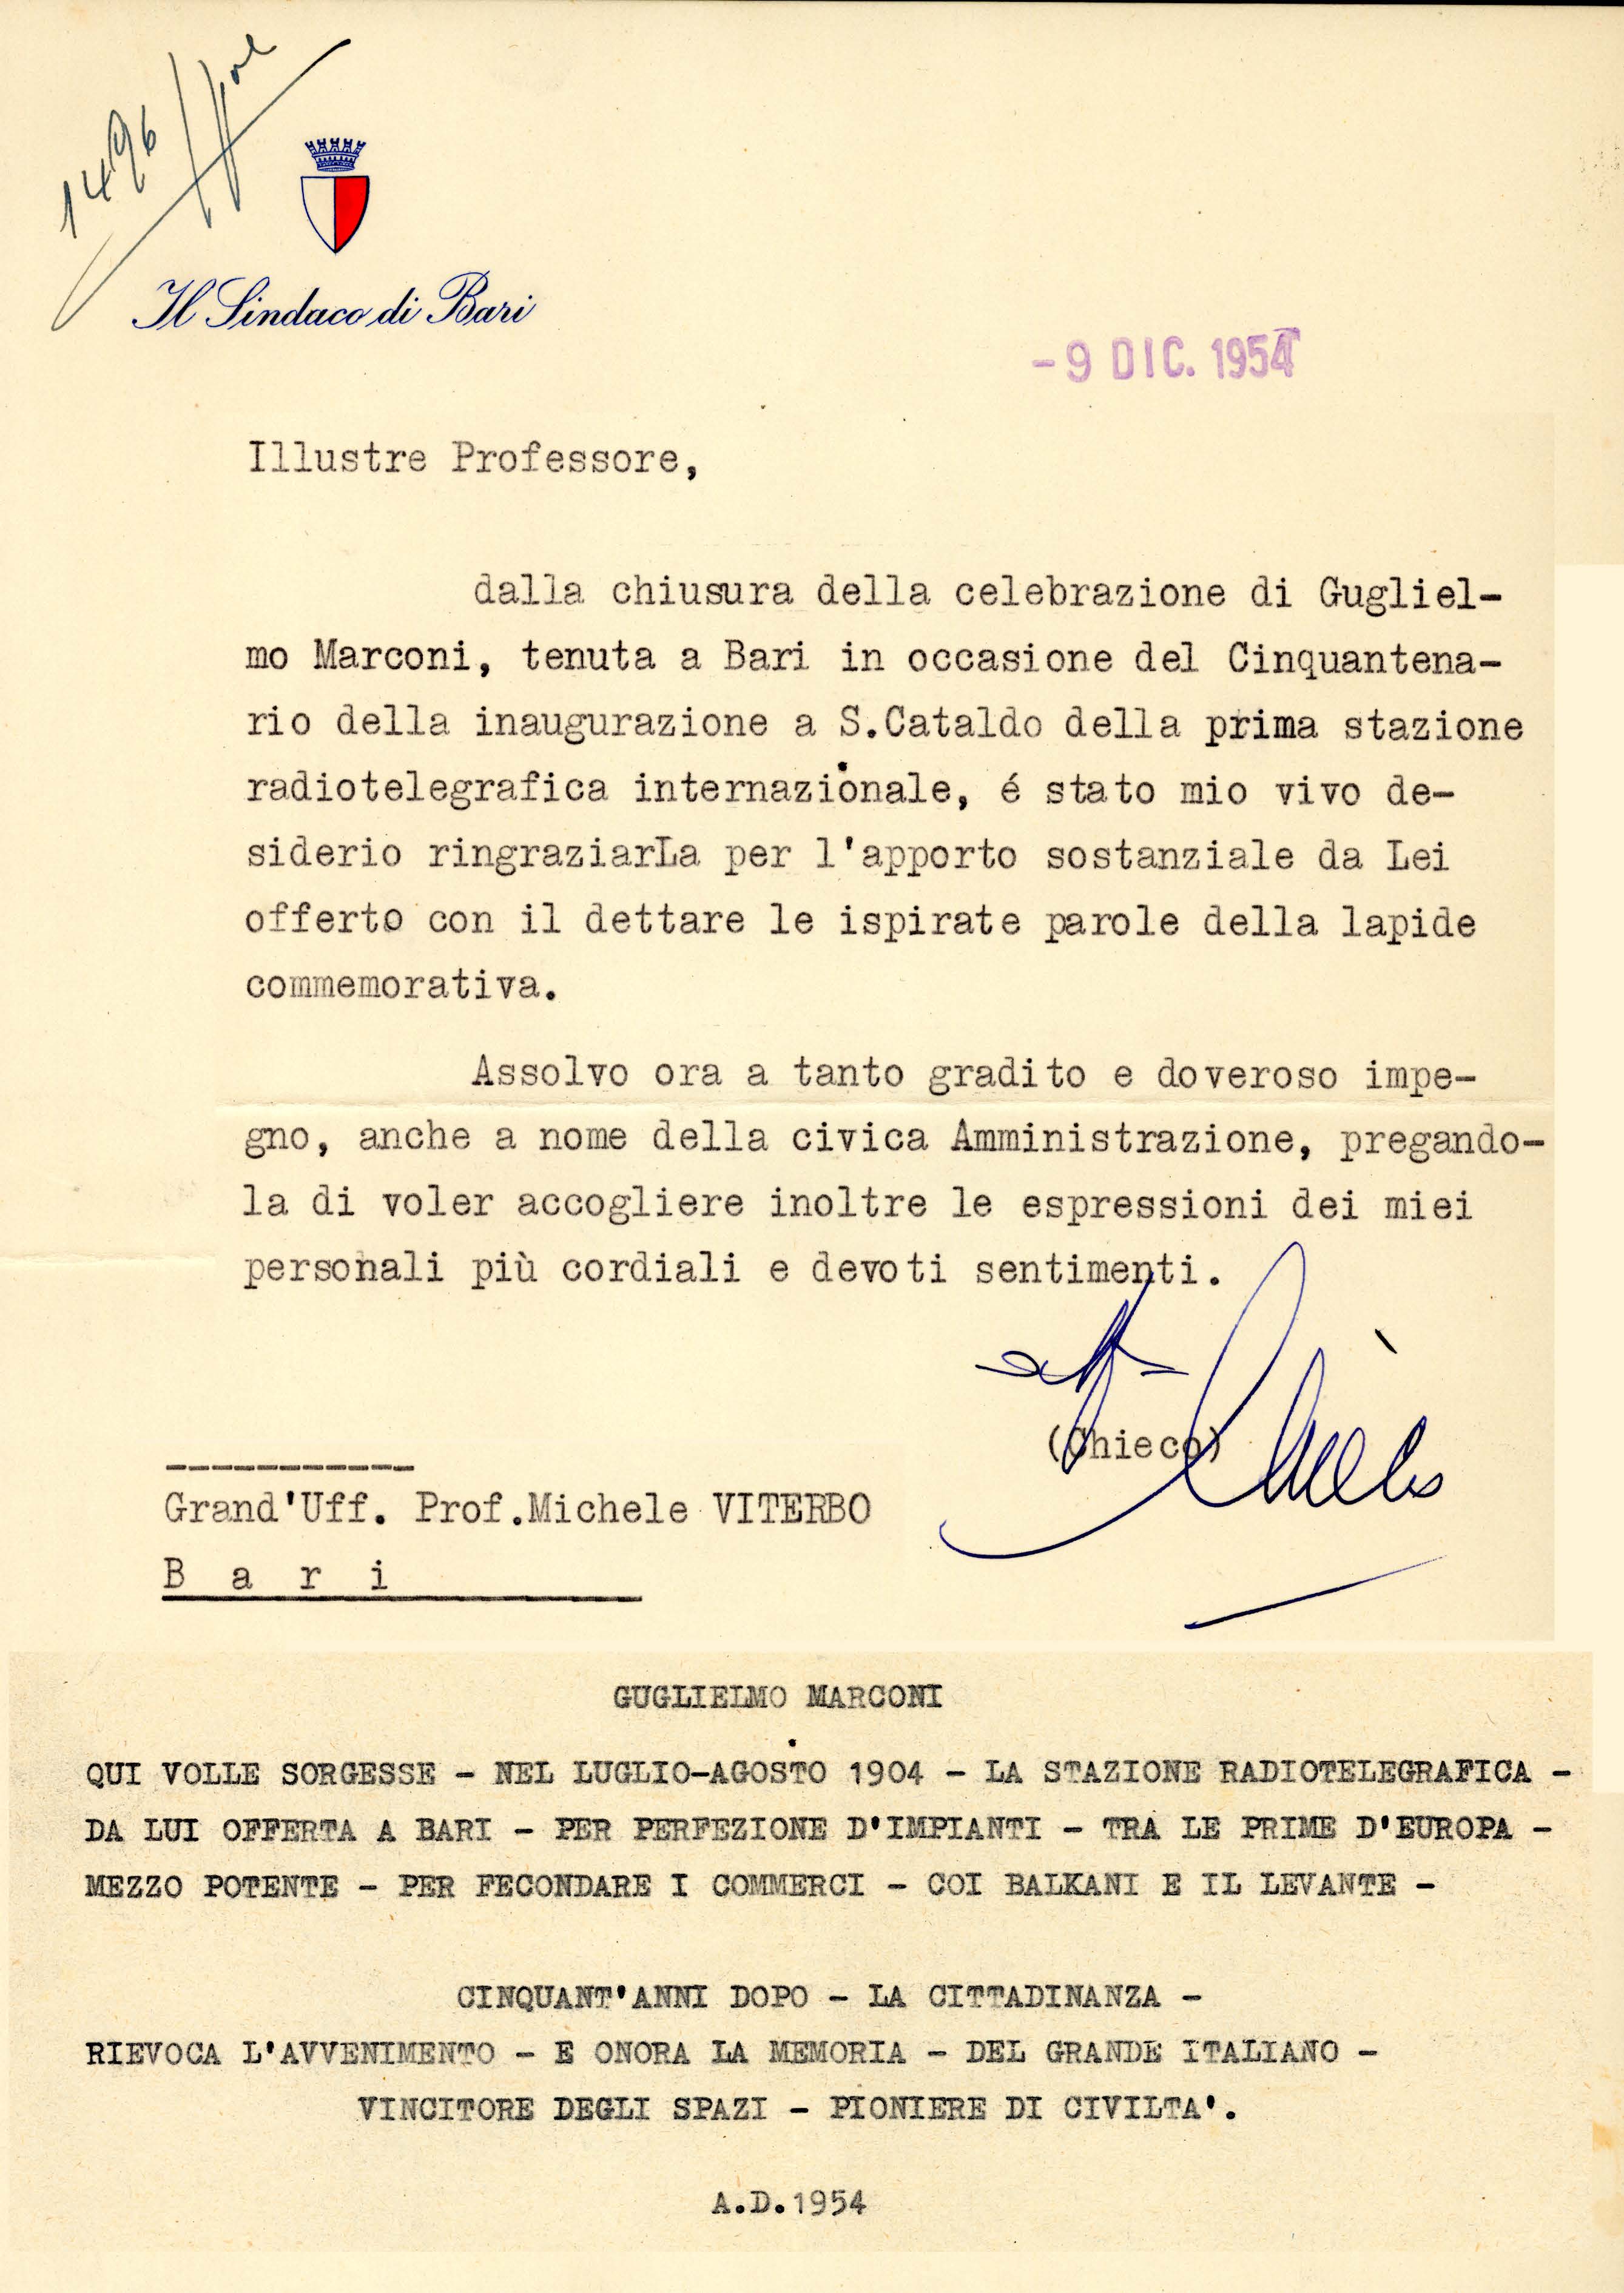 1496
Il Sindaco di Bari
- 9 DIC. 1954
Illustre Professore,
dalla chiusura della celebrazione di Gugliel-
mo Marconi, tenuta a Bari in occasione del Cinquantena-
rio della inaugurazione a S.Cataldo della prima stazione
radiotelegrafica internazionale, é stato mio vivo de-
siderio ringraziarLa per l'apporto sostanziale da Lei
offerto con il dettare le ispirate parole della lapide
commemorativa.
Assolvo ora a tanto gradito e doveroso impe-
gno, anche a nome della civica Amministrazione, pregando-
la di voler accogliere inoltre le espressioni dei miei
personali più cordiali e devoti sentimenti.
(Chieco)
------------
Grand'Uff. Prof.Michele VITERBO
B a r i
GUGLIELMO MARCONI
QUI VOLLE SORGESSE - NEL LUGLIO-AGOSTO 1904 - LA STAZIONE RADIOTELEGRAFICA -
DA LUI OFFERTA A BARI - PER PERFEZIONE D'IMPIANTI - TRA LE PRIME D'EUROPA -
MEZZO POTENTE - PER FECONDARE I COMMERCI - COI BALKANI E IL LEVANTE -
CINQUANT'ANNI DOPO - LA CITTADINANZA -
RIEVOCA L'AVVENIMENTO - E ONORA LA MEMORIA - DEL GRANDE ITALIANO -
VINCITORE DEGLI SPAZI - PIONIERE DI CIVILTA'.
A.D.1954